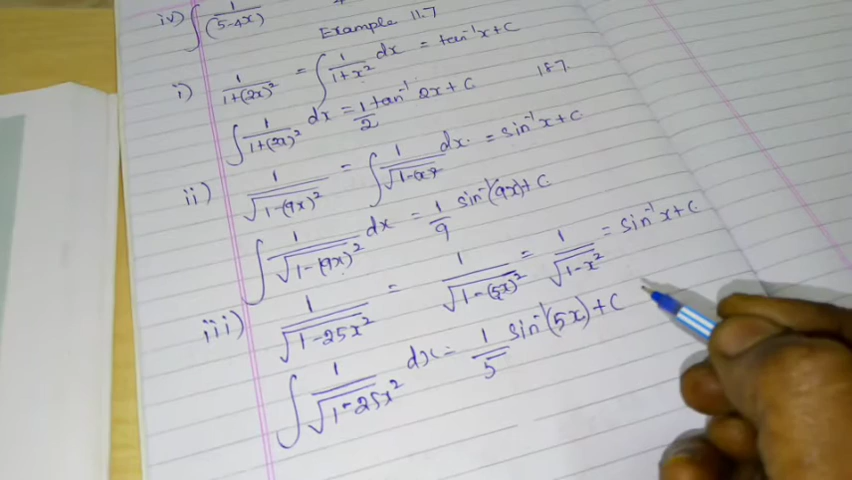 iv) ∫ 1/(5-4x)
Example 11.7
i) 1/(1+(2x)²) = ∫ 1/(1+x²) dx = tan⁻¹x + C
187
∫ 1/(1+(2x)²) dx = 1/2 tan⁻¹ 2x + C
ii) 1/√(1-(9x)²) = ∫ 1/√(1-x²) dx = sin⁻¹x + C
∫ 1/√(1-(9x)²) dx = 1/9 sin⁻¹(9x) + C
iii) 1/√(1-25x²) = 1/√(1-(5x)²) = 1/√(1-x²) = sin⁻¹x + C
∫ 1/√(1-25x²) dx = 1/5 sin⁻¹(5x) + C